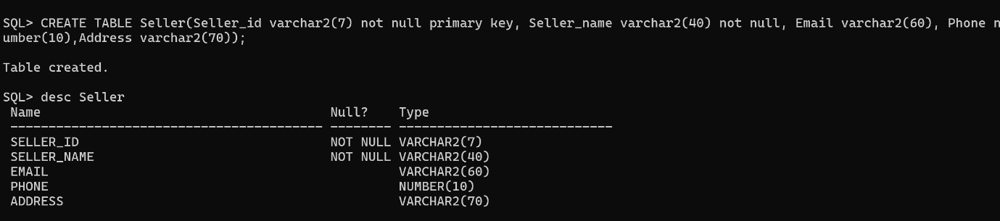 SQL> CREATE TABLE Seller(Seller_id varchar2(7) not null primary key, Seller_name varchar2(40) not null, Email varchar2(60), Phone n
umber(10),Address varchar2(70));
Table created.
SQL> desc Seller
 Name                                      Null?    Type
 ----------------------------------------- -------- ----------------------------
 SELLER_ID                                 NOT NULL VARCHAR2(7)
 SELLER_NAME                               NOT NULL VARCHAR2(40)
 EMAIL                                              VARCHAR2(60)
 PHONE                                              NUMBER(10)
 ADDRESS                                            VARCHAR2(70)